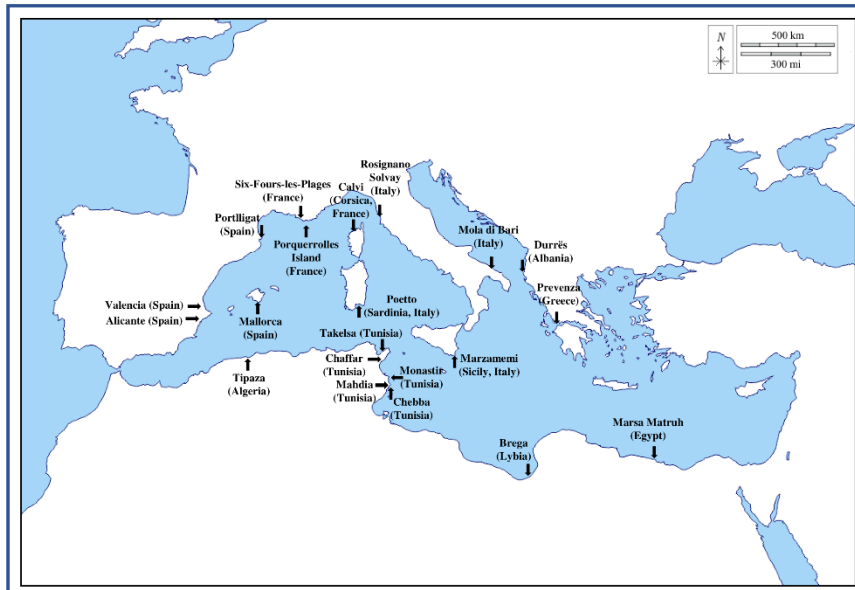 500 km
N
300 mi
Rosignano
Solvay
(Italy)
Six-Fours-les-Plages
(France)
Calvi
(Corsica,
France)
Portlligat
(Spain)
Porquerrolles
Island
(France)
Mola di Bari
(Italy)
Durrës
(Albania)
Prevenza
(Greece)
Valencia (Spain)
Alicante (Spain)
Mallorca
(Spain)
Poetto
(Sardinia, Italy)
Takelsa (Tunisia)
Chaffar
(Tunisia)
Marzamemi
(Sicily, Italy)
Tipaza
(Algeria)
Monastir
(Tunisia)
Mahdia
(Tunisia)
Chebba
(Tunisia)
Brega
(Lybia)
Marsa Matruh
(Egypt)